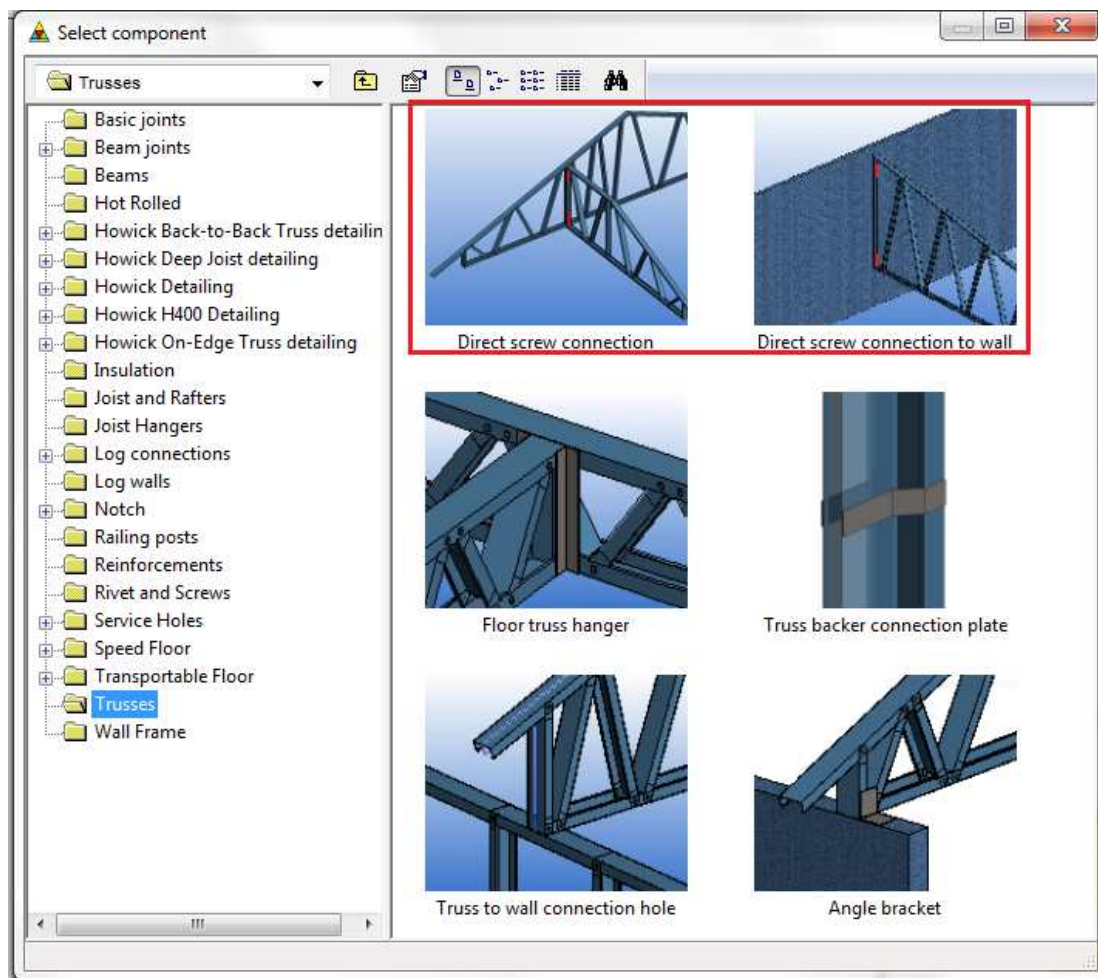 Select component
Trusses
Basic joints
Beam joints
Beams
Hot Rolled
Howick Back-to-Back Truss detailin
Howick Deep Joist detailing
Howick Detailing
Howick H400 Detailing
Howick On-Edge Truss detailing
Insulation
Joist and Rafters
Joist Hangers
Log connections
Log walls
Notch
Railing posts
Reinforcements
Rivet and Screws
Service Holes
Speed Floor
Transportable Floor
Trusses
Wall Frame
Direct screw connection
Direct screw connection to wall
Floor truss hanger
Truss backer connection plate
Truss to wall connection hole
Angle bracket